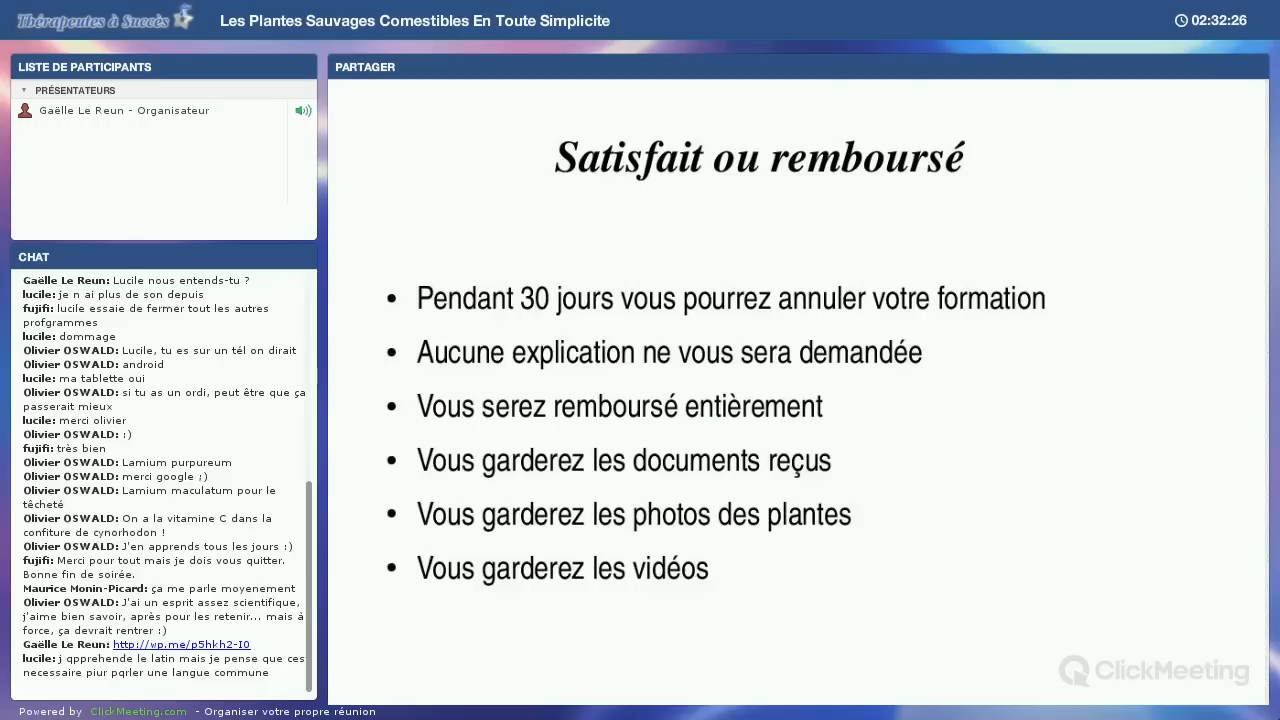 Thérapeutes à Succès
Les Plantes Sauvages Comestibles En Toute Simplicite
02:32:26
LISTE DE PARTICIPANTS
PRÉSENTATEURS
Gaëlle Le Reun - Organisateur
CHAT
Gaëlle Le Reun: Lucile nous entends-tu ?
lucile: je n ai plus de son depuis
fujifi: lucile essaie de fermer tout les autres
profgrammes
lucile: dommage
Olivier OSWALD: Lucile, tu es sur un tél on dirait
Olivier OSWALD: android
lucile: ma tablette oui
Olivier OSWALD: si tu as un ordi, peut être que ça
passerait mieux
lucile: merci olivier
Olivier OSWALD: :)
fujifi: très bien
Olivier OSWALD: Lamium purpureum
Olivier OSWALD: merci google ;)
Olivier OSWALD: Lamium maculatum pour le
têcheté
Olivier OSWALD: On a la vitamine C dans la
confiture de cynorhodon !
Olivier OSWALD: J'en apprends tous les jours :)
fujifi: Merci pour tout mais je dois vous quitter.
Bonne fin de soirée.
Maurice Monin-Picard: ça me parle moyenement
Olivier OSWALD: J'ai un esprit assez scientifique,
j'aime bien savoir, après pour les retenir... mais à
force, ça devrait rentrer :)
Gaëlle Le Reun: http://wp.me/p5hkh2-I0
lucile: j qpprehende le latin mais je pense que ces
necessaire piur pqrler une langue commune
PARTAGER
Satisfait ou remboursé
• Pendant 30 jours vous pourrez annuler votre formation
• Aucune explication ne vous sera demandée
• Vous serez remboursé entièrement
• Vous garderez les documents reçus
• Vous garderez les photos des plantes
• Vous garderez les vidéos
ClickMeeting
Powered by ClickMeeting.com - Organiser votre propre réunion